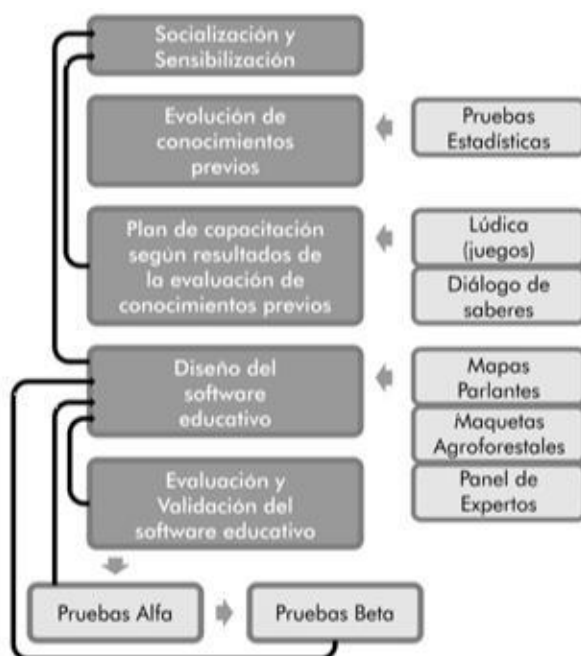 Socialización y
Sensibilización
Evolución de
conocimientos
previos
Pruebas
Estadísticas
Plan de capacitación
según resultados de
la evaluación de
conocimientos previos
Lúdica
(juegos)
Diálogo de
saberes
Diseño del
software
educativo
Mapas
Parlantes
Maquetas
Agroforestales
Panel de
Expertos
Evaluación y
Validación del
software educativo
Pruebas Alfa
Pruebas Beta